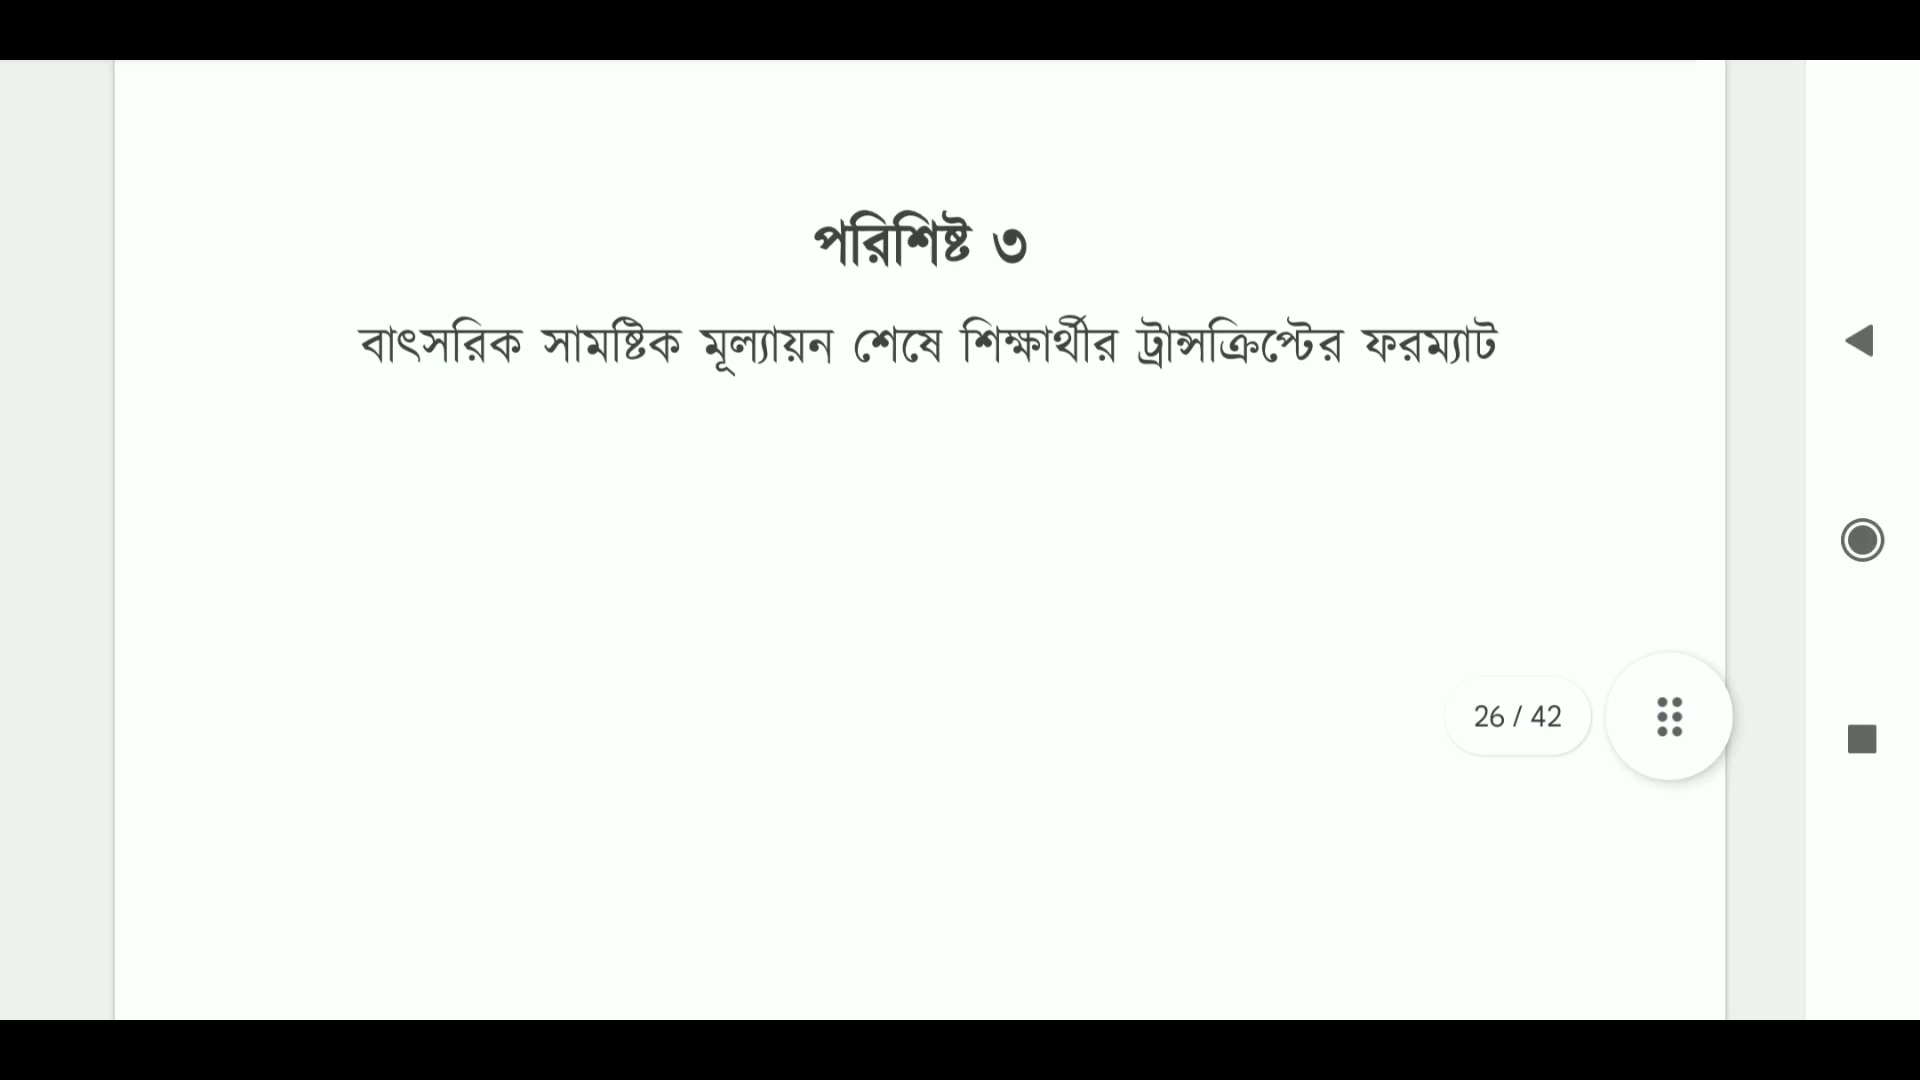 পরিশিষ্ট ৩
বাৎসরিক সামষ্টিক মূল্যায়ন শেষে শিক্ষার্থীর ট্রান্সক্রিপ্টের ফরম্যাট
26 / 42